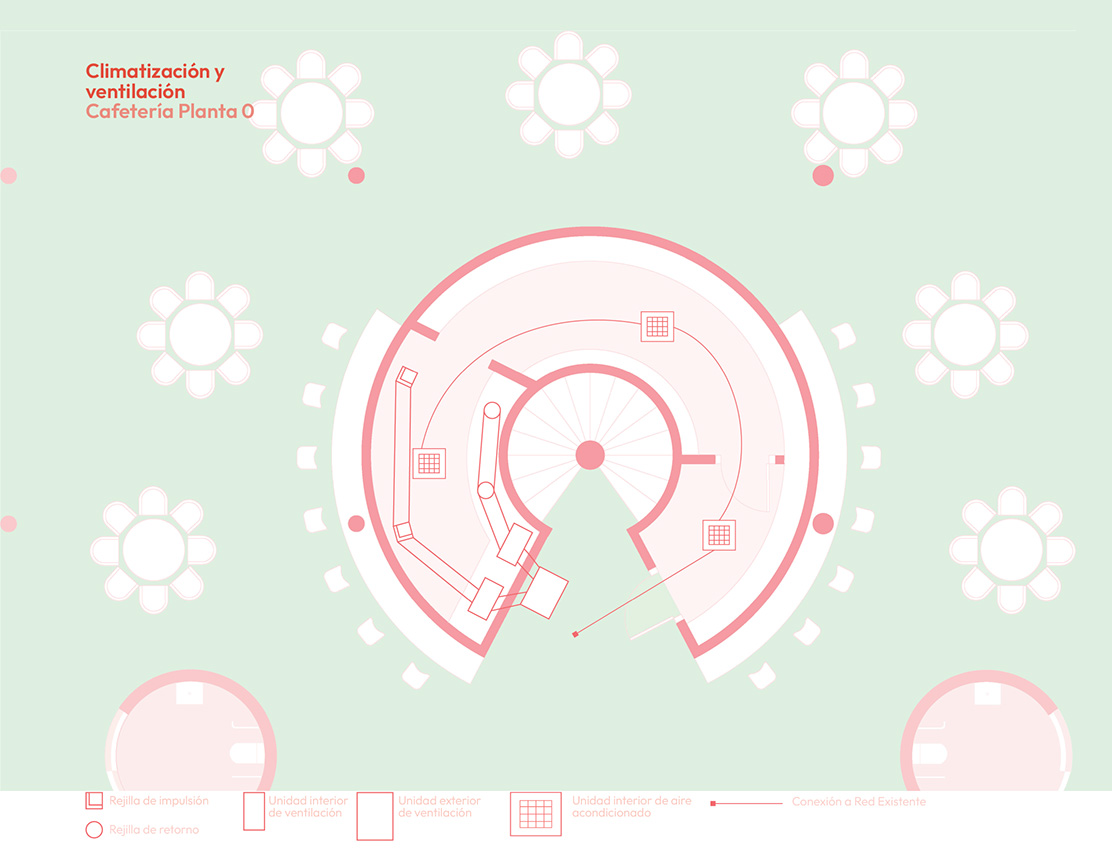 Climatización y
ventilación
Cafetería Planta 0
Rejilla de impulsión
Rejilla de retorno
Unidad interior
de ventilación
Unidad exterior
de ventilación
Unidad interior de aire
acondicionado
Conexión a Red Existente